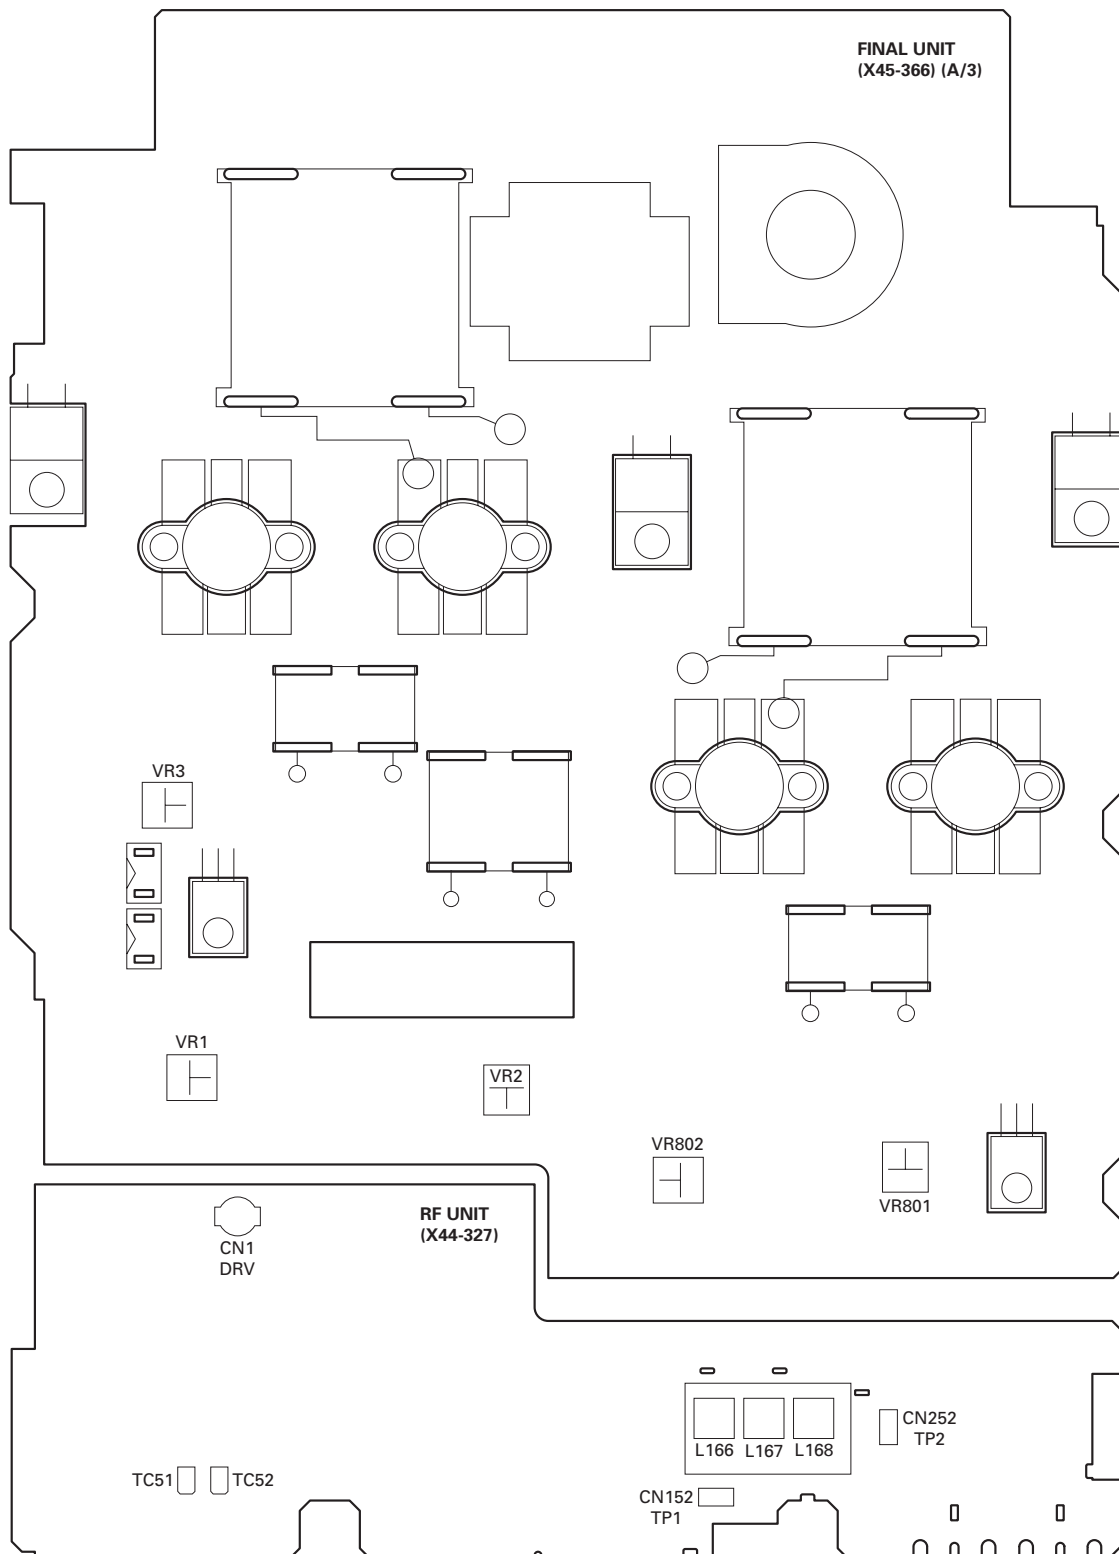 FINAL UNIT
(X45-366) (A/3)
VR3
VR1
VR2
VR802
VR801
RF UNIT
(X44-327)
CN1
DRV
L166 L167 L168
CN252
TP2
TC51 TC52
CN152
TP1